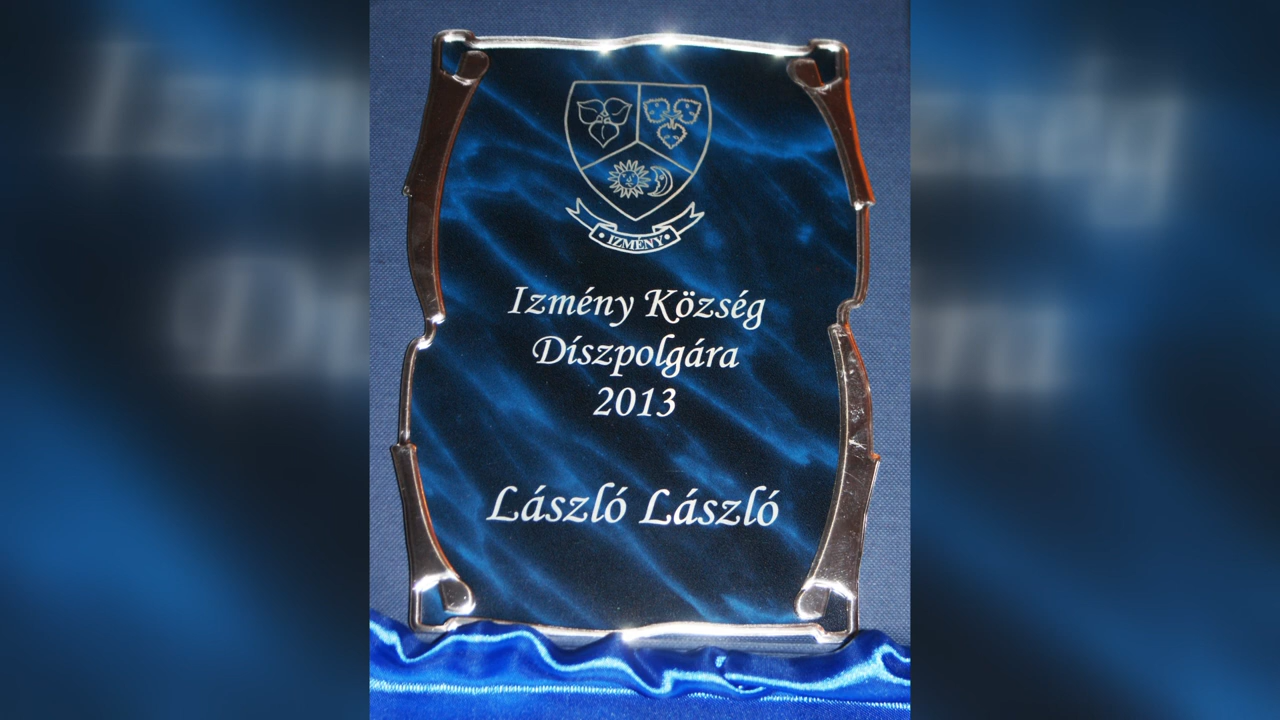 • IZMÉNY •
Izmény Község
Díszpolgára
2013
László László